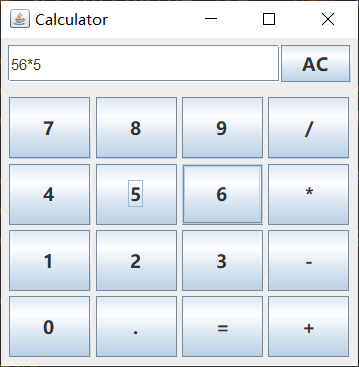 Calculator
56*5 AC
7 8 9 /
4 5 6 *
1 2 3 -
0 . = +